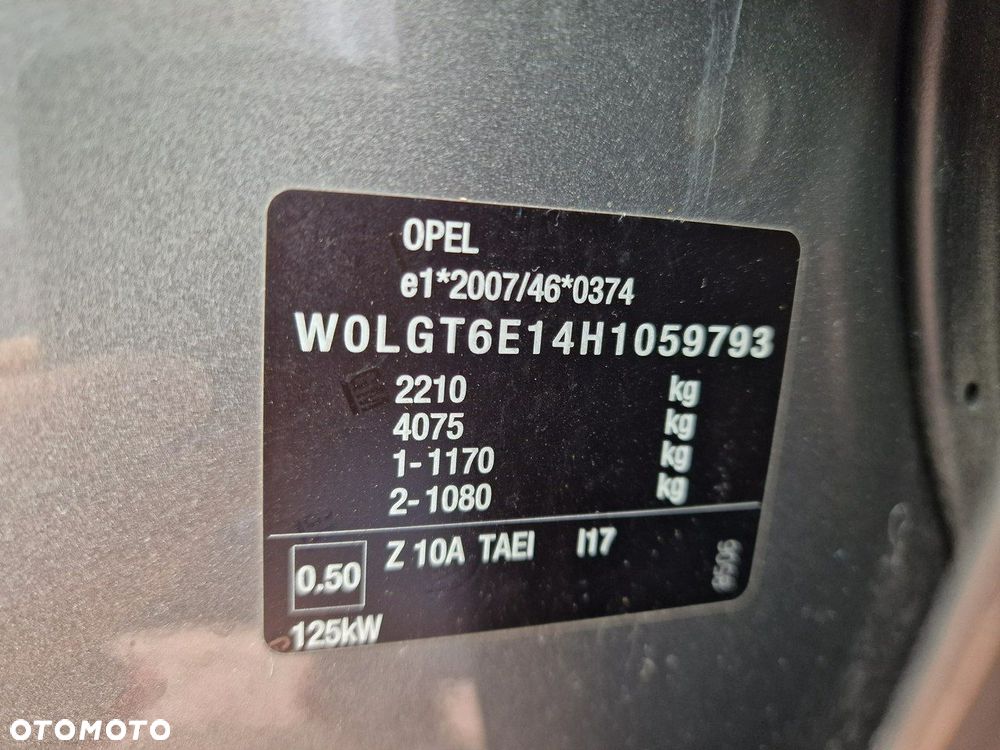 OPEL
e1*2007/46*0374
W0LGT6E14H1059793
2210 kg
4075 kg
1-1170 kg
2-1080 kg
Z 10A TAEI I17
0.50
125kW
OTOMOTO